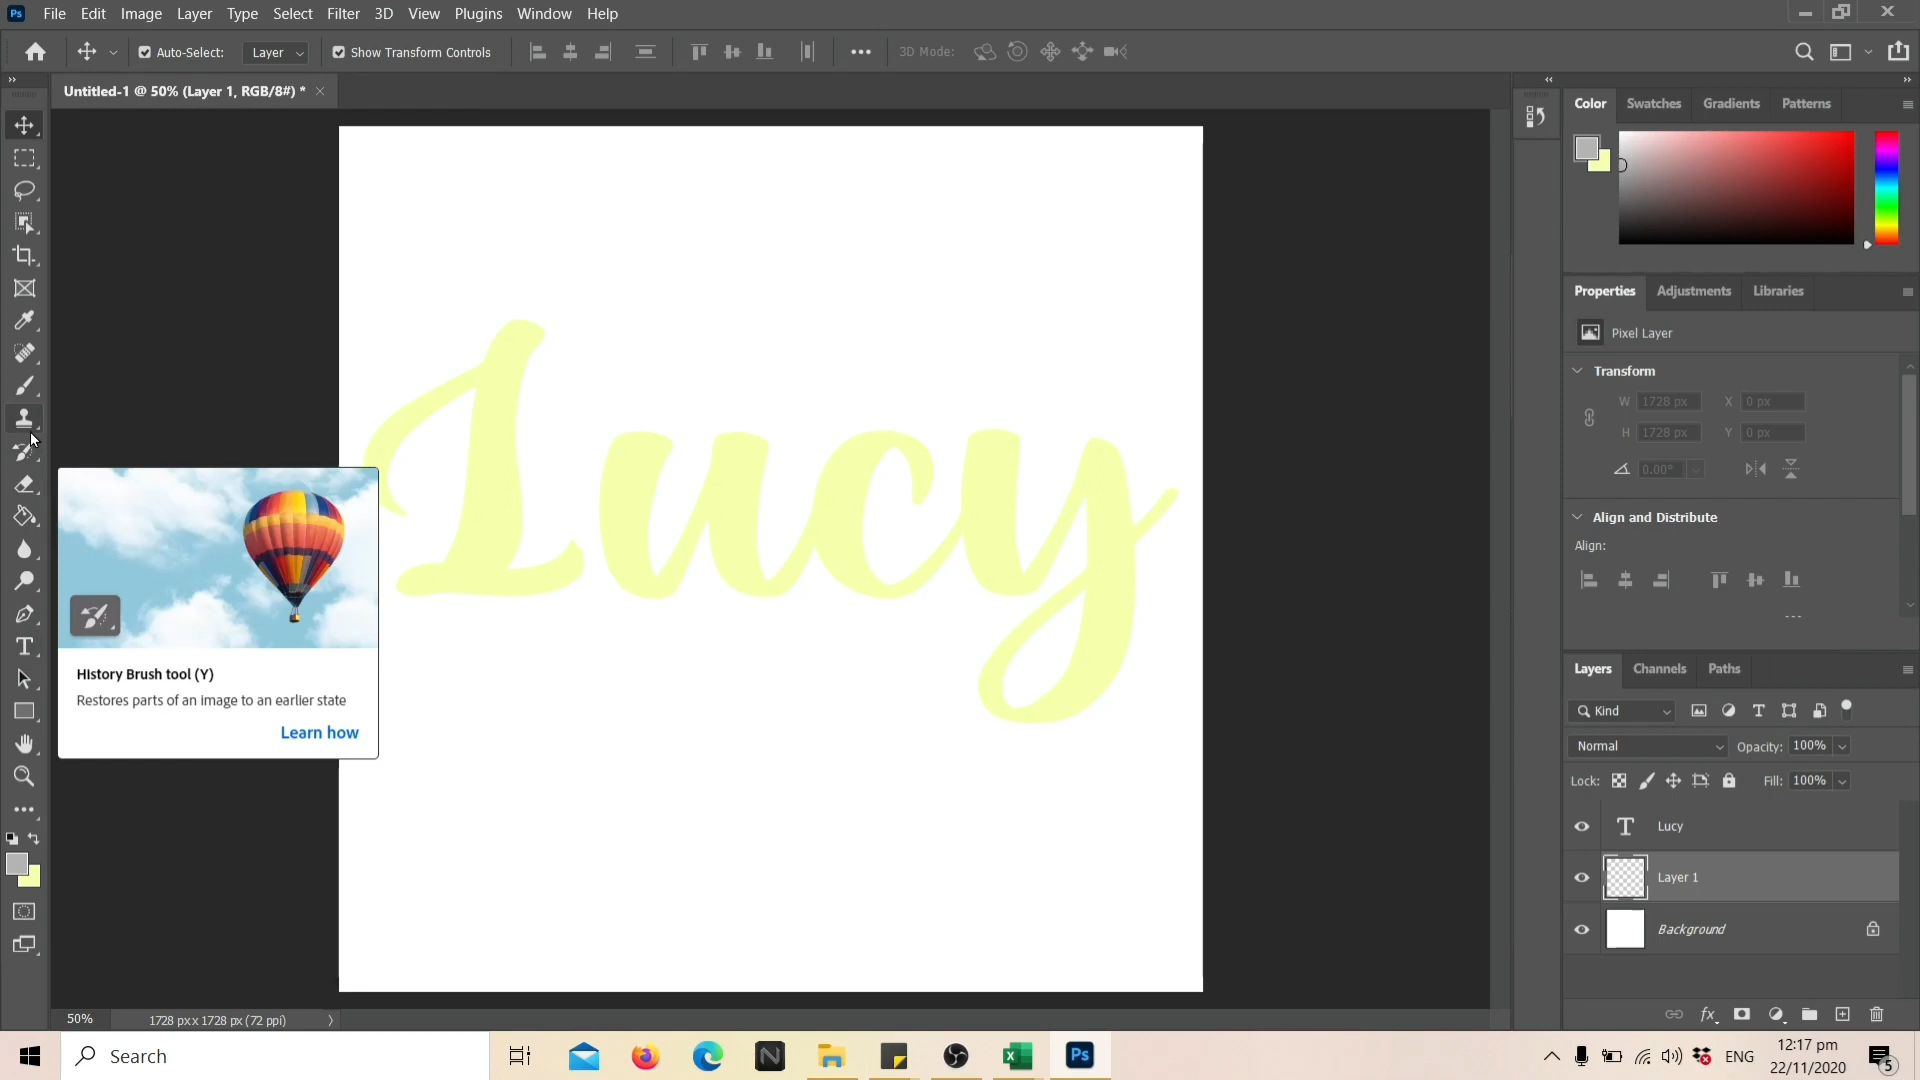 Ps File Edit Image Layer Type Select Filter 3D View Plugins Window Help
Auto-Select: Layer Show Transform Controls 3D Mode:
Untitled-1 @ 50% (Layer 1, RGB/8#) *
Lucy
History Brush tool (Y)
Restores parts of an image to an earlier state
Learn how
50% 1728 px x 1728 px (72 ppi)
Color Swatches Gradients Patterns
Properties Adjustments Libraries
Pixel Layer
Transform
W 1728 px X 0 px
H 1728 px Y 0 px
0.00°
Align and Distribute
Align:
Layers Channels Paths
Kind
Normal Opacity: 100%
Lock: Fill: 100%
Lucy
Layer 1
Background
Search
Ps
ENG
12:17 pm
22/11/2020
5